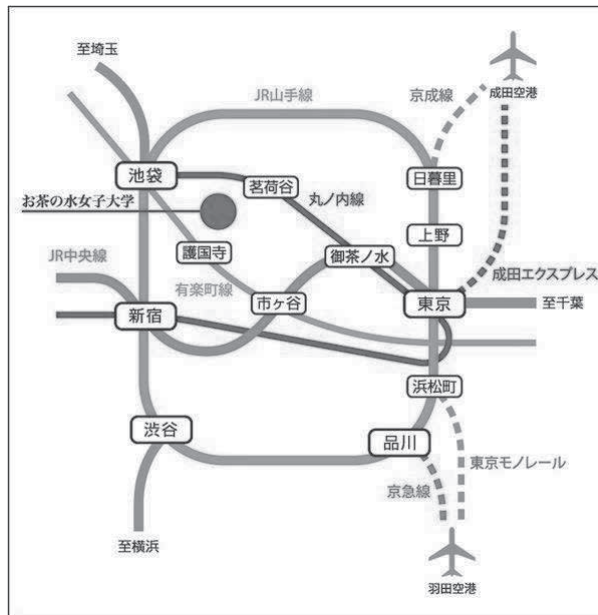 至埼玉
JR山手線
京成線
成田空港
池袋
茗荷谷
日暮里
お茶の水女子大学
丸ノ内線
上野
護国寺
御茶ノ水
JR中央線
成田エクスプレス
有楽町線
市ヶ谷
東京
至千葉
新宿
浜松町
渋谷
品川
東京モノレール
京急線
至横浜
羽田空港